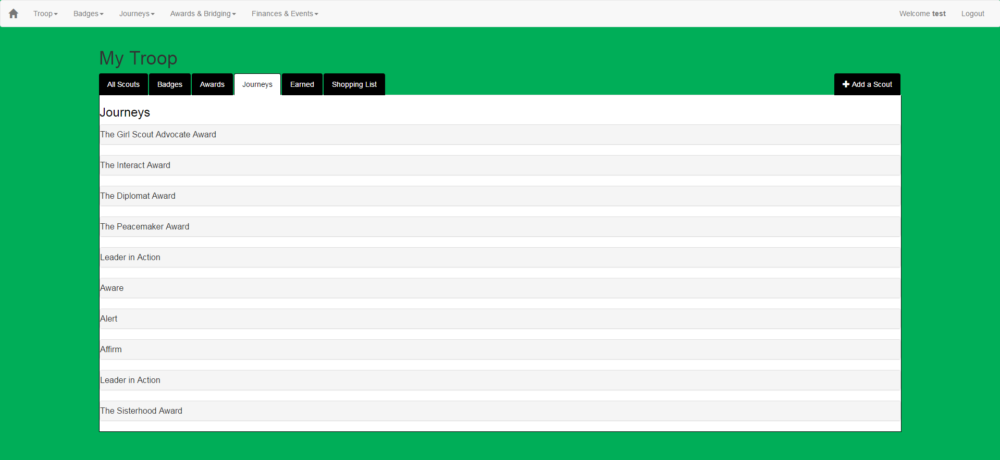 Troop Badges Journeys Awards & Bridging Finances & Events Welcome test Logout
My Troop
All Scouts Badges Awards Journeys Earned Shopping List Add a Scout
Journeys
The Girl Scout Advocate Award
The Interact Award
The Diplomat Award
The Peacemaker Award
Leader in Action
Aware
Alert
Affirm
Leader in Action
The Sisterhood Award